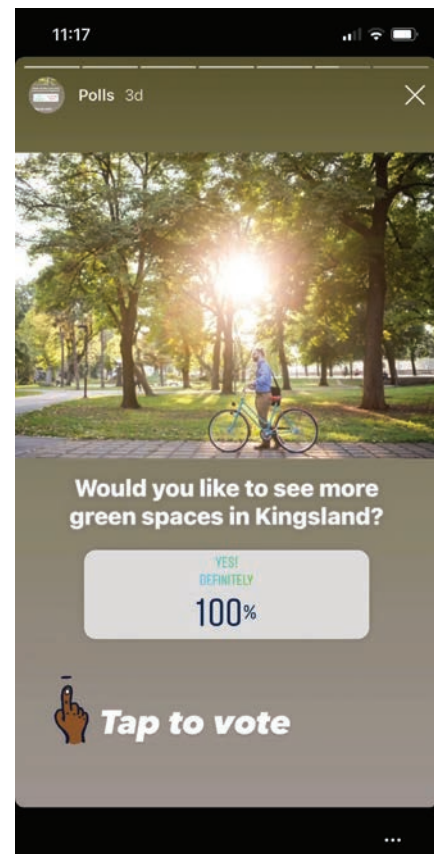 11:17
Polls 3d
Would you like to see more
green spaces in Kingsland?
YES!
DEFINITELY
100%
Tap to vote